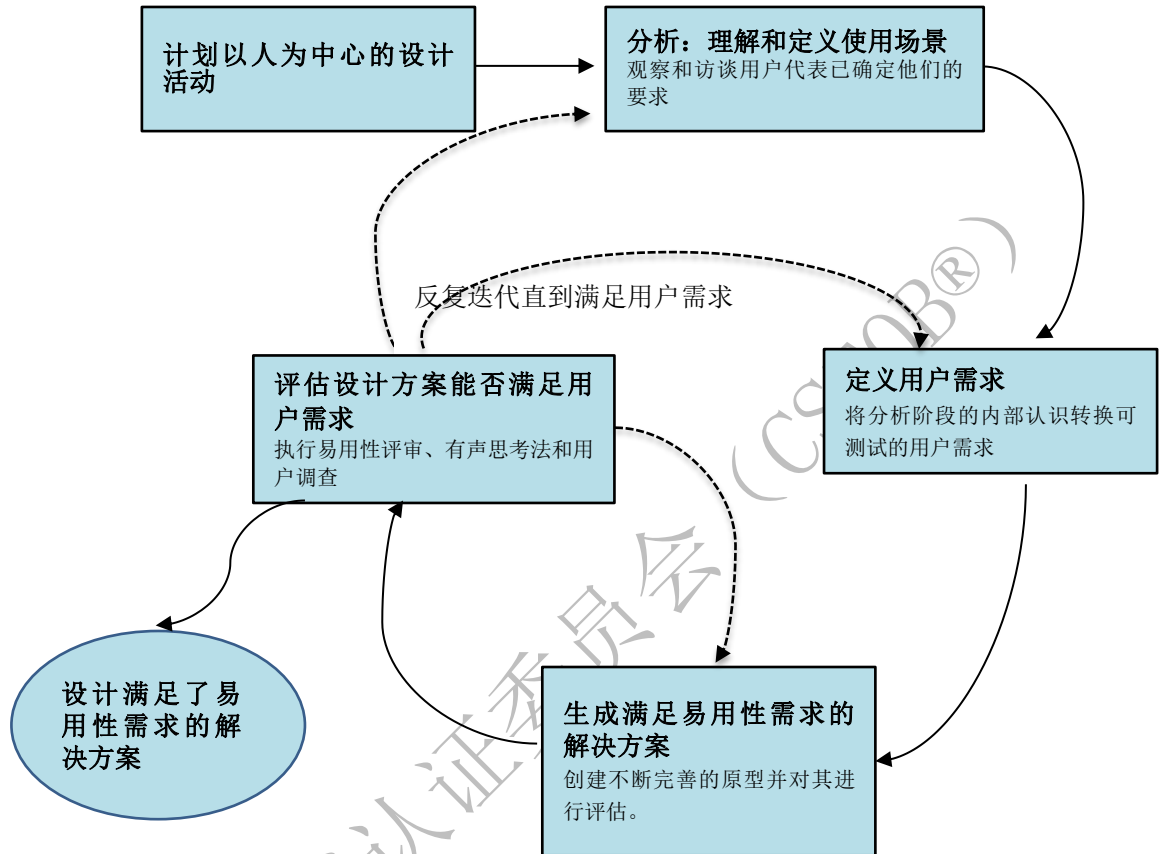 计划以人为中心的设计
活动
分析：理解和定义使用场景
观察和访谈用户代表已确定他们的
要求
反复迭代直到满足用户需求
评估设计方案能否满足用
户需求
执行易用性评审、有声思考法和用
户调查
定义用户需求
将分析阶段的内部认识转换可
测试的用户需求
设计满足了易
用性需求的解
决方案
生成满足易用性需求的
解决方案
创建不断完善的原型并对其进
行评估。
认证委员会（CSTQB®）